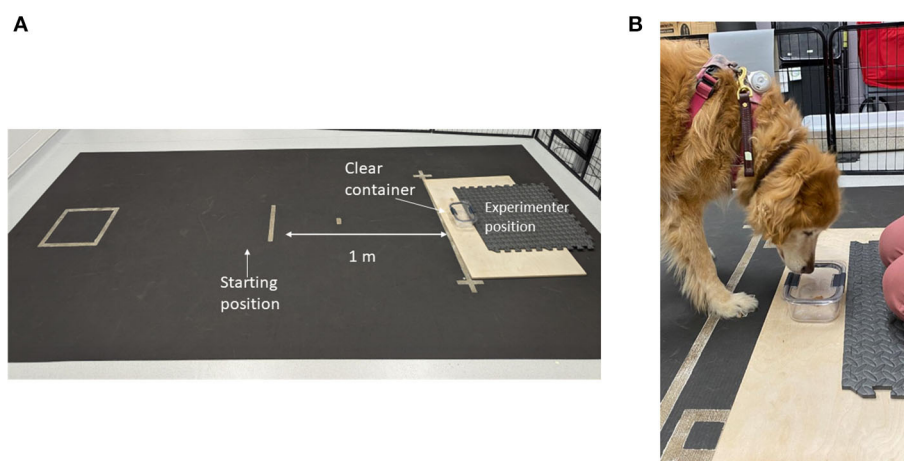 A
B
Clear
container
Experimenter
position
1 m
Starting
position